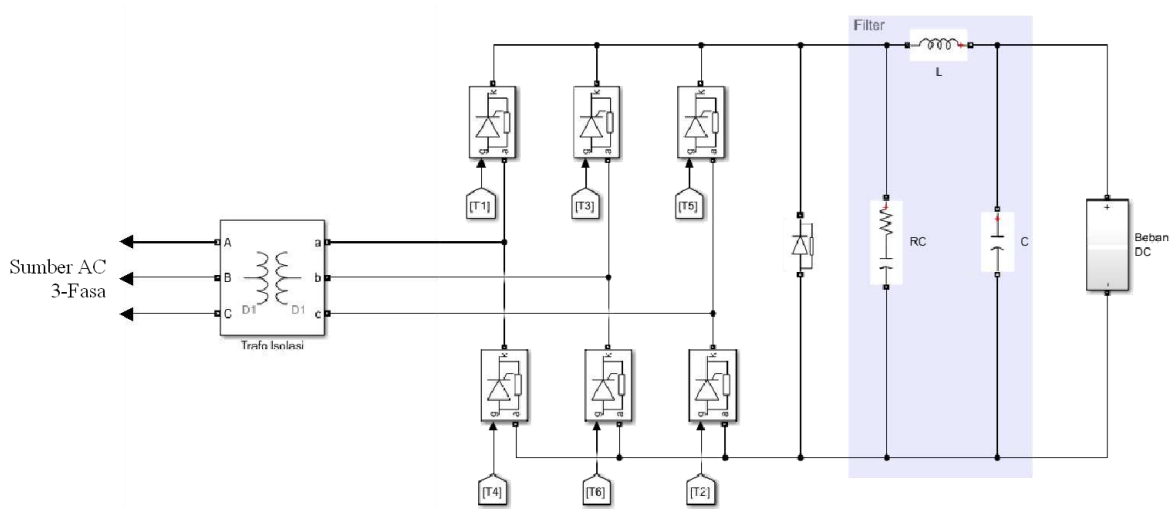 Filter
L
k
g
a
k
g
a
k
g
a
[T1]
[T3]
[T5]
Sumber AC
3-Fasa
A
B
C
a
b
c
D1
D1
Trafo Isolasi
+
RC
+
C
+
-
Beban
DC
k
g
a
k
g
a
k
g
a
[T4]
[T6]
[T2]